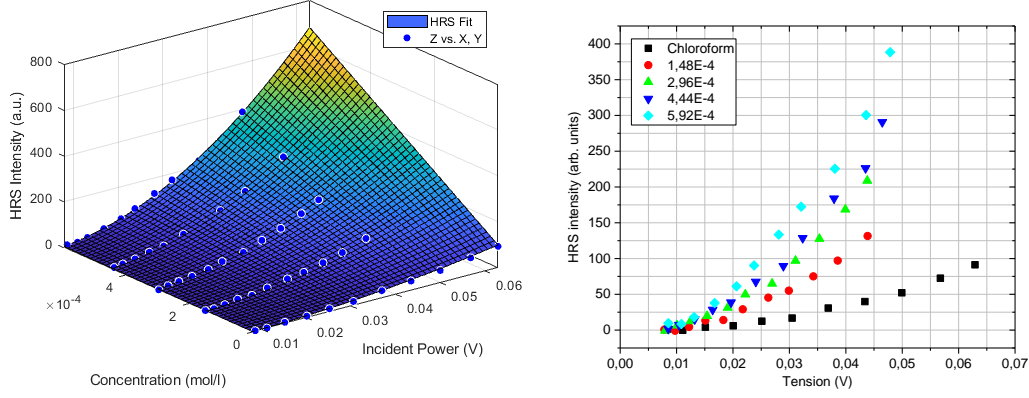 HRS Fit
Z vs. X, Y
800
600
400
200
0
HRS Intensity (a.u.)
×10⁻⁴
4
2
0
Concentration (mol/l)
0.01
0.02
0.03
0.04
0.05
0.06
Incident Power (V)
Chloroform
1,48E-4
2,96E-4
4,44E-4
5,92E-4
400
350
300
250
200
150
100
50
0
HRS intensity (arb. units)
0,00
0,01
0,02
0,03
0,04
0,05
0,06
0,07
Tension (V)